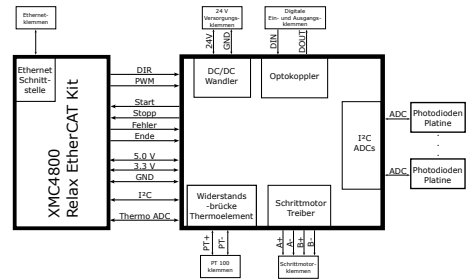 Ethernet-
klemmen
24 V
Versorgungs-
klemmen
Digitale
Ein- und Ausgangs-
klemmen
24V
GND
DIN
DOUT
Ethernet
Schnitt-
stelle
XMC4800
Relax EtherCAT Kit
DIR
PWM
Start
Stopp
Fehler
Ende
5.0 V
3.3 V
GND
I²C
Thermo ADC
DC/DC
Wandler
Optokoppler
I²C
ADCs
Widerstands
-brücke
Thermoelement
Schrittmotor
Treiber
ADC
Photodioden
Platine
.
.
.
ADC
Photodioden
Platine
PT+
PT-
A+
A-
B+
B-
PT 100
klemmen
Schrittmotor-
klemmen